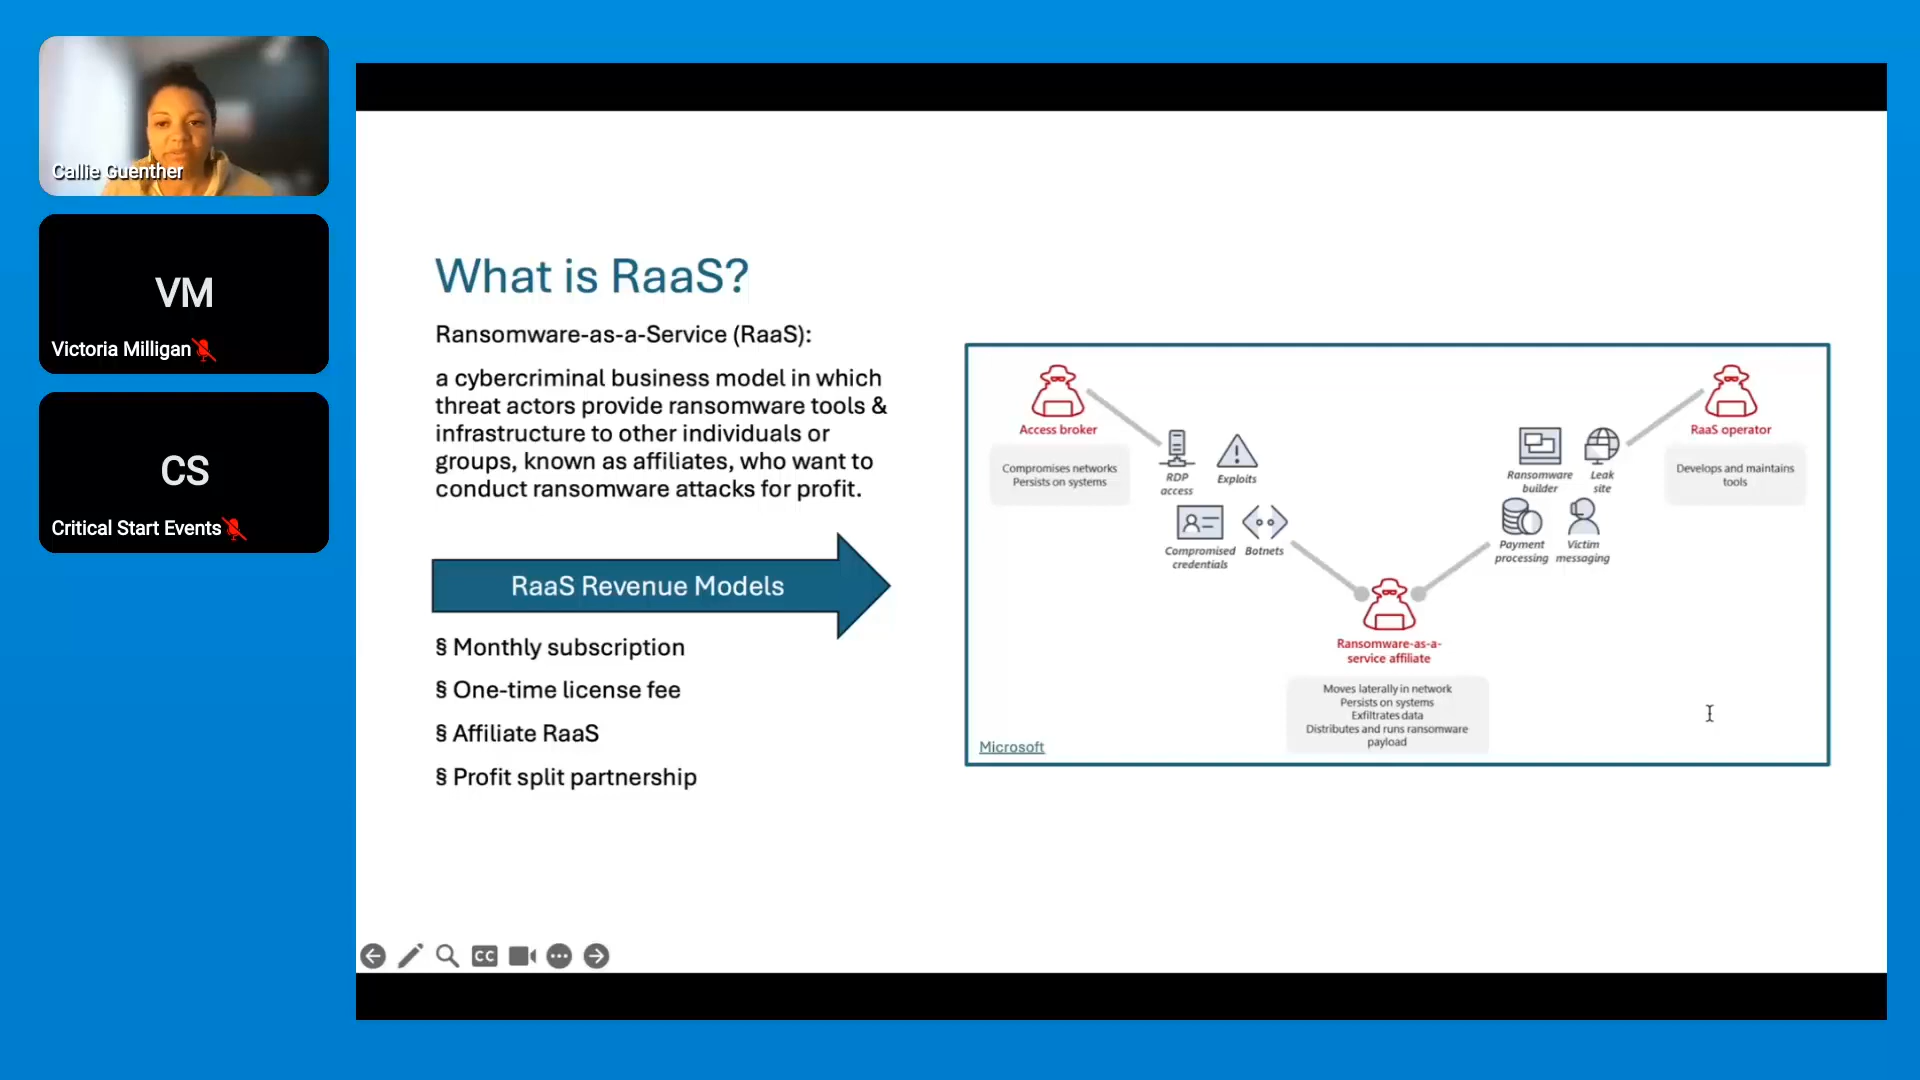 Callie Guenther
VM
Victoria Milligan
CS
Critical Start Events
What is RaaS?
Ransomware-as-a-Service (RaaS):
a cybercriminal business model in which
threat actors provide ransomware tools &
infrastructure to other individuals or
groups, known as affiliates, who want to
conduct ransomware attacks for profit.
RaaS Revenue Models
§ Monthly subscription
§ One-time license fee
§ Affiliate RaaS
§ Profit split partnership
Access broker
Compromises networks
Persists on systems
RDP
access
Exploits
Compromised
credentials
Botnets
RaaS operator
Develops and maintains
tools
Ransomware
builder
Leak
site
Payment
processing
Victim
messaging
Ransomware-as-a-
service affiliate
Moves laterally in network
Persists on systems
Exfiltrates data
Distributes and runs ransomware
payload
Microsoft
CC